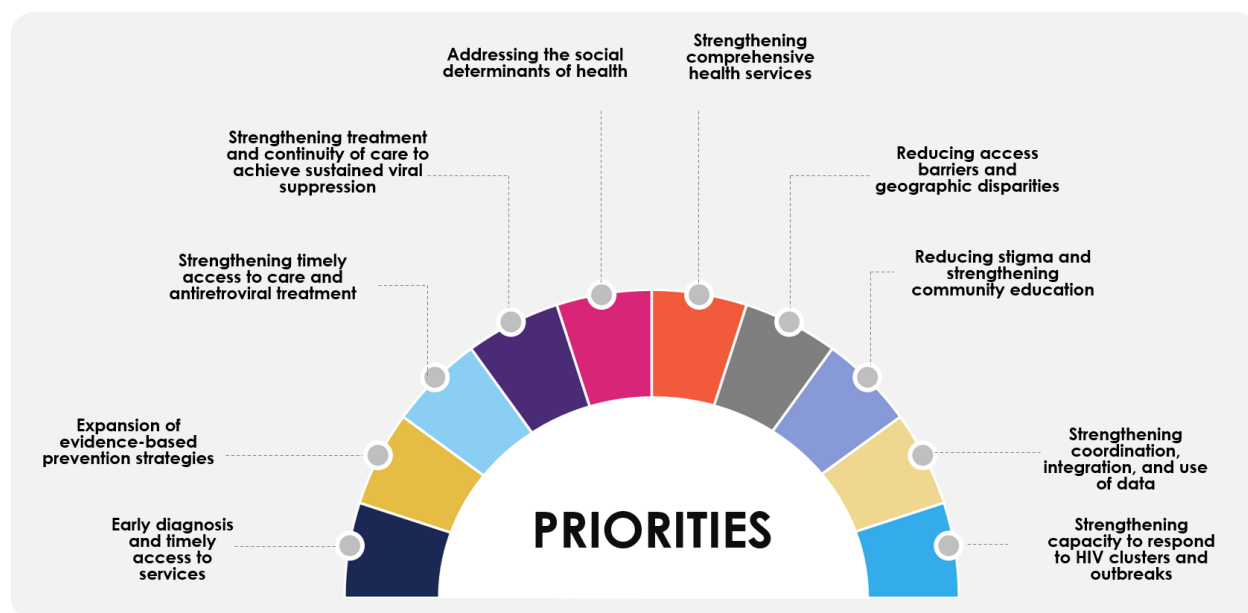 Addressing the social
determinants of health
Strengthening
comprehensive
health services
Strengthening treatment
and continuity of care to
achieve sustained viral
suppression
Reducing access
barriers and
geographic disparities
Strengthening timely
access to care and
antiretroviral treatment
Reducing stigma and
strengthening
community education
Expansion of
evidence-based
prevention strategies
Strengthening
coordination,
integration, and use
of data
Early diagnosis
and timely
access to
services
PRIORITIES
Strengthening
capacity to respond
to HIV clusters and
outbreaks